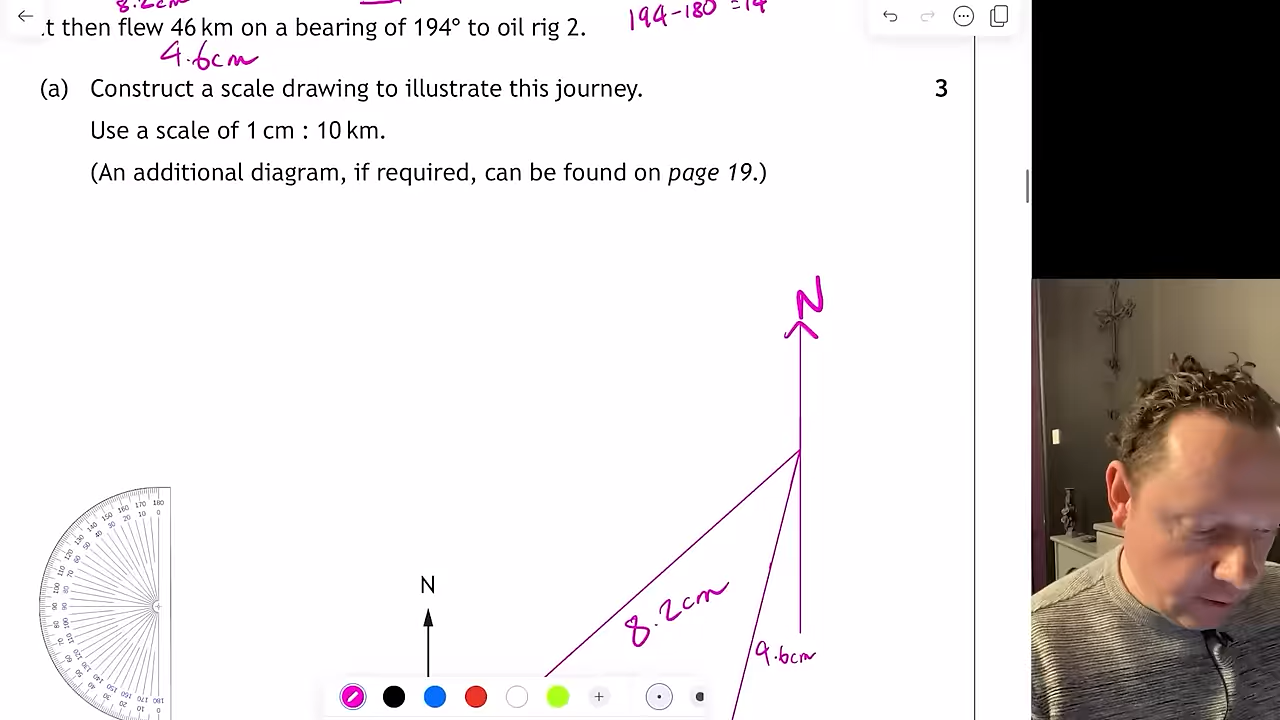 8.2cm
194-180 = 14
.t then flew 46 km on a bearing of 194° to oil rig 2.
4.6cm
(a) Construct a scale drawing to illustrate this journey. 3
Use a scale of 1 cm : 10 km.
(An additional diagram, if required, can be found on page 19.)
N
N
8.2cm
4.6cm